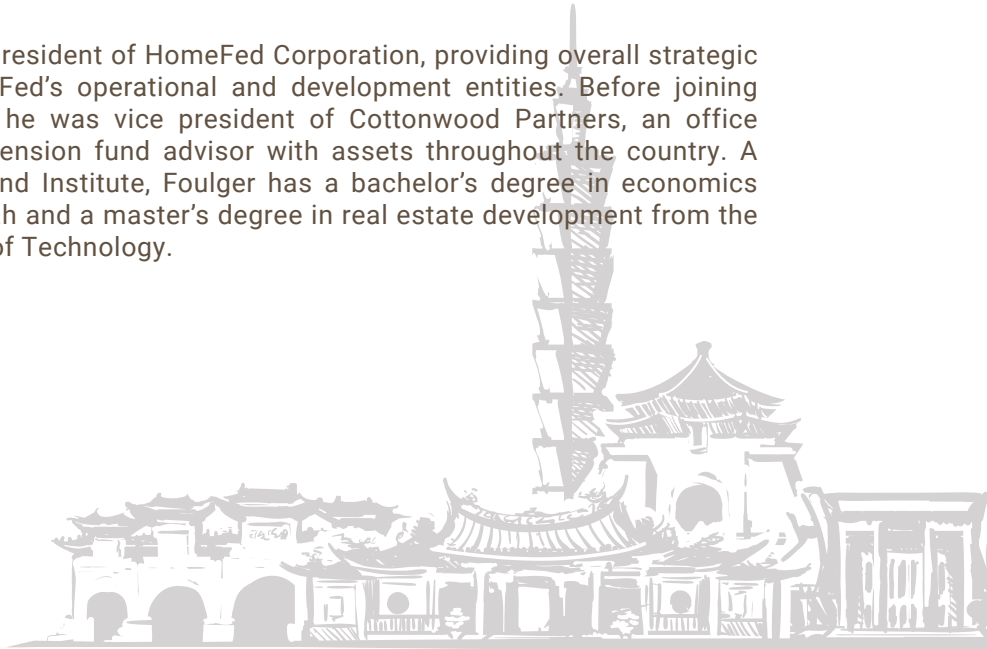 resident of HomeFed Corporation, providing overall strategic
Fed’s operational and development entities. Before joining
he was vice president of Cottonwood Partners, an office
ension fund advisor with assets throughout the country. A
nd Institute, Foulger has a bachelor’s degree in economics
h and a master’s degree in real estate development from the
of Technology.